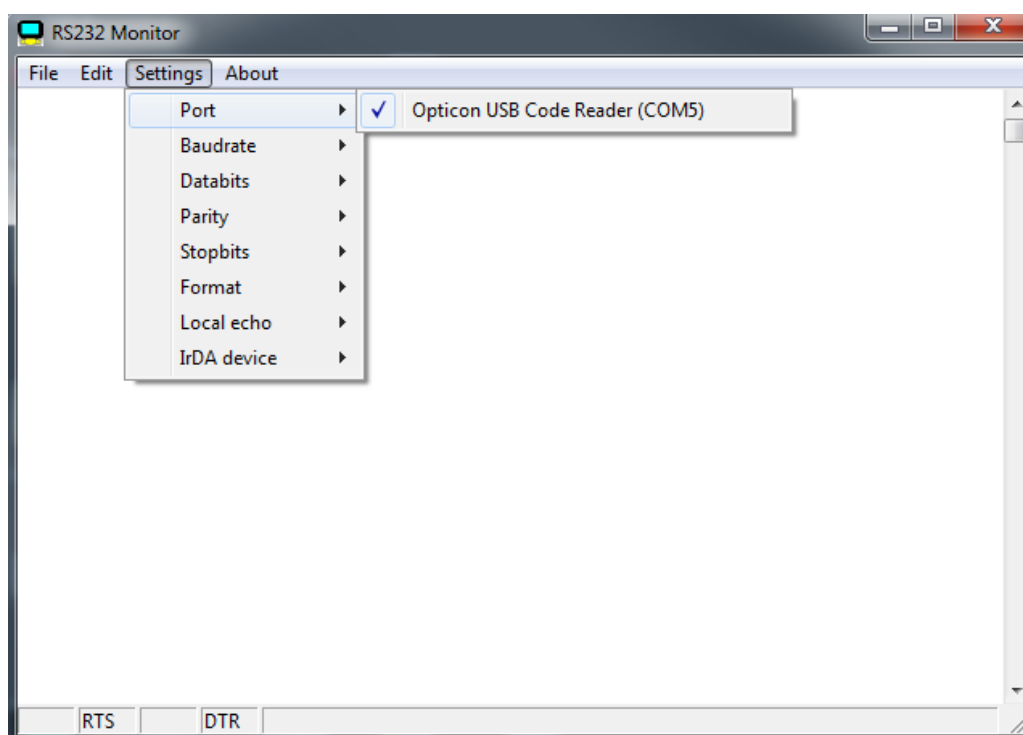 RS232 Monitor
File Edit Settings About
Port
Opticon USB Code Reader (COM5)
Baudrate
Databits
Parity
Stopbits
Format
Local echo
IrDA device
RTS DTR